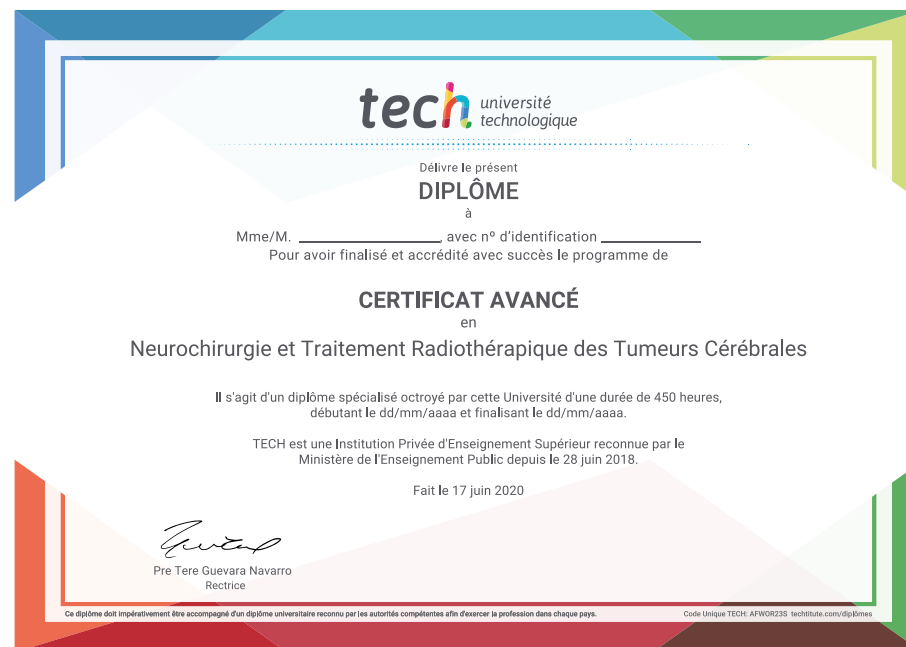 tech université
technologique
Délivre le présent
DIPLÔME
à
Mme/M. ____________, avec nº d'identification ____________
Pour avoir finalisé et accrédité avec succès le programme de
CERTIFICAT AVANCÉ
en
Neurochirurgie et Traitement Radiothérapique des Tumeurs Cérébrales
Il s'agit d'un diplôme spécialisé octroyé par cette Université d'une durée de 450 heures,
débutant le dd/mm/aaaa et finalisant le dd/mm/aaaa.
TECH est une Institution Privée d'Enseignement Supérieur reconnue par le
Ministère de l'Enseignement Public depuis le 28 juin 2018.
Fait le 17 juin 2020
Pre Tere Guevara Navarro
Rectrice
Ce diplôme doit impérativement être accompagné d'un diplôme universitaire reconnu par les autorités compétentes afin d'exercer la profession dans chaque pays.
Code Unique TECH: AFWOR23S techtitute.com/diplômes